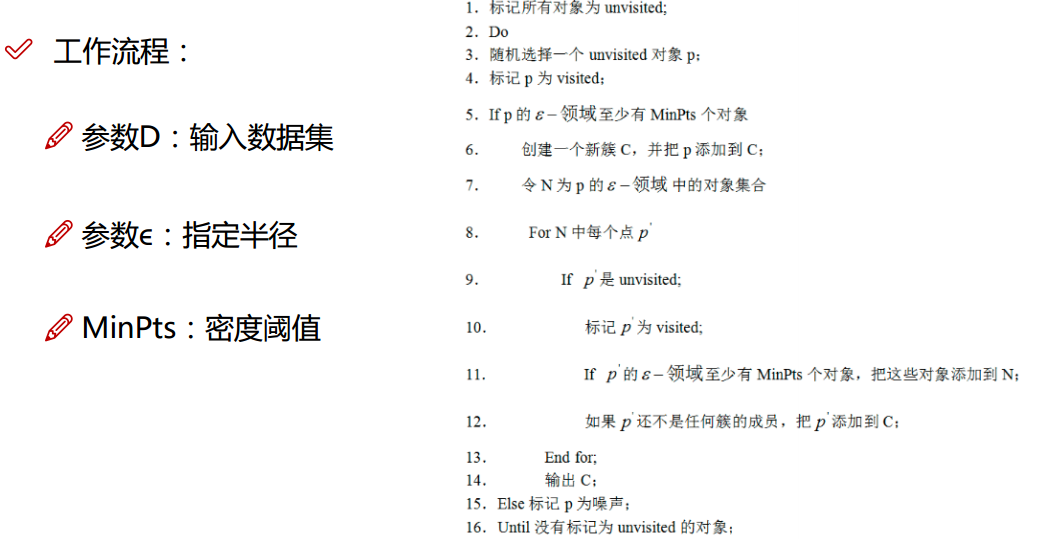 工作流程：
参数D：输入数据集
参数ϵ：指定半径
MinPts：密度阈值
1. 标记所有对象为 unvisited;
2. Do
3. 随机选择一个 unvisited 对象 p;
4. 标记 p 为 visited;
5. If p 的 ε – 领域 至少有 MinPts 个对象
6. 创建一个新簇 C，并把 p 添加到 C;
7. 令 N 为 p 的 ε – 领域 中的对象集合
8. For N 中每个点 p'
9. If p' 是 unvisited;
10. 标记 p' 为 visited;
11. If p' 的 ε – 领域 至少有 MinPts 个对象，把这些对象添加到 N;
12. 如果 p' 还不是任何簇的成员，把 p' 添加到 C;
13. End for;
14. 输出 C;
15. Else 标记 p 为噪声;
16. Until 没有标记为 unvisited 的对象;